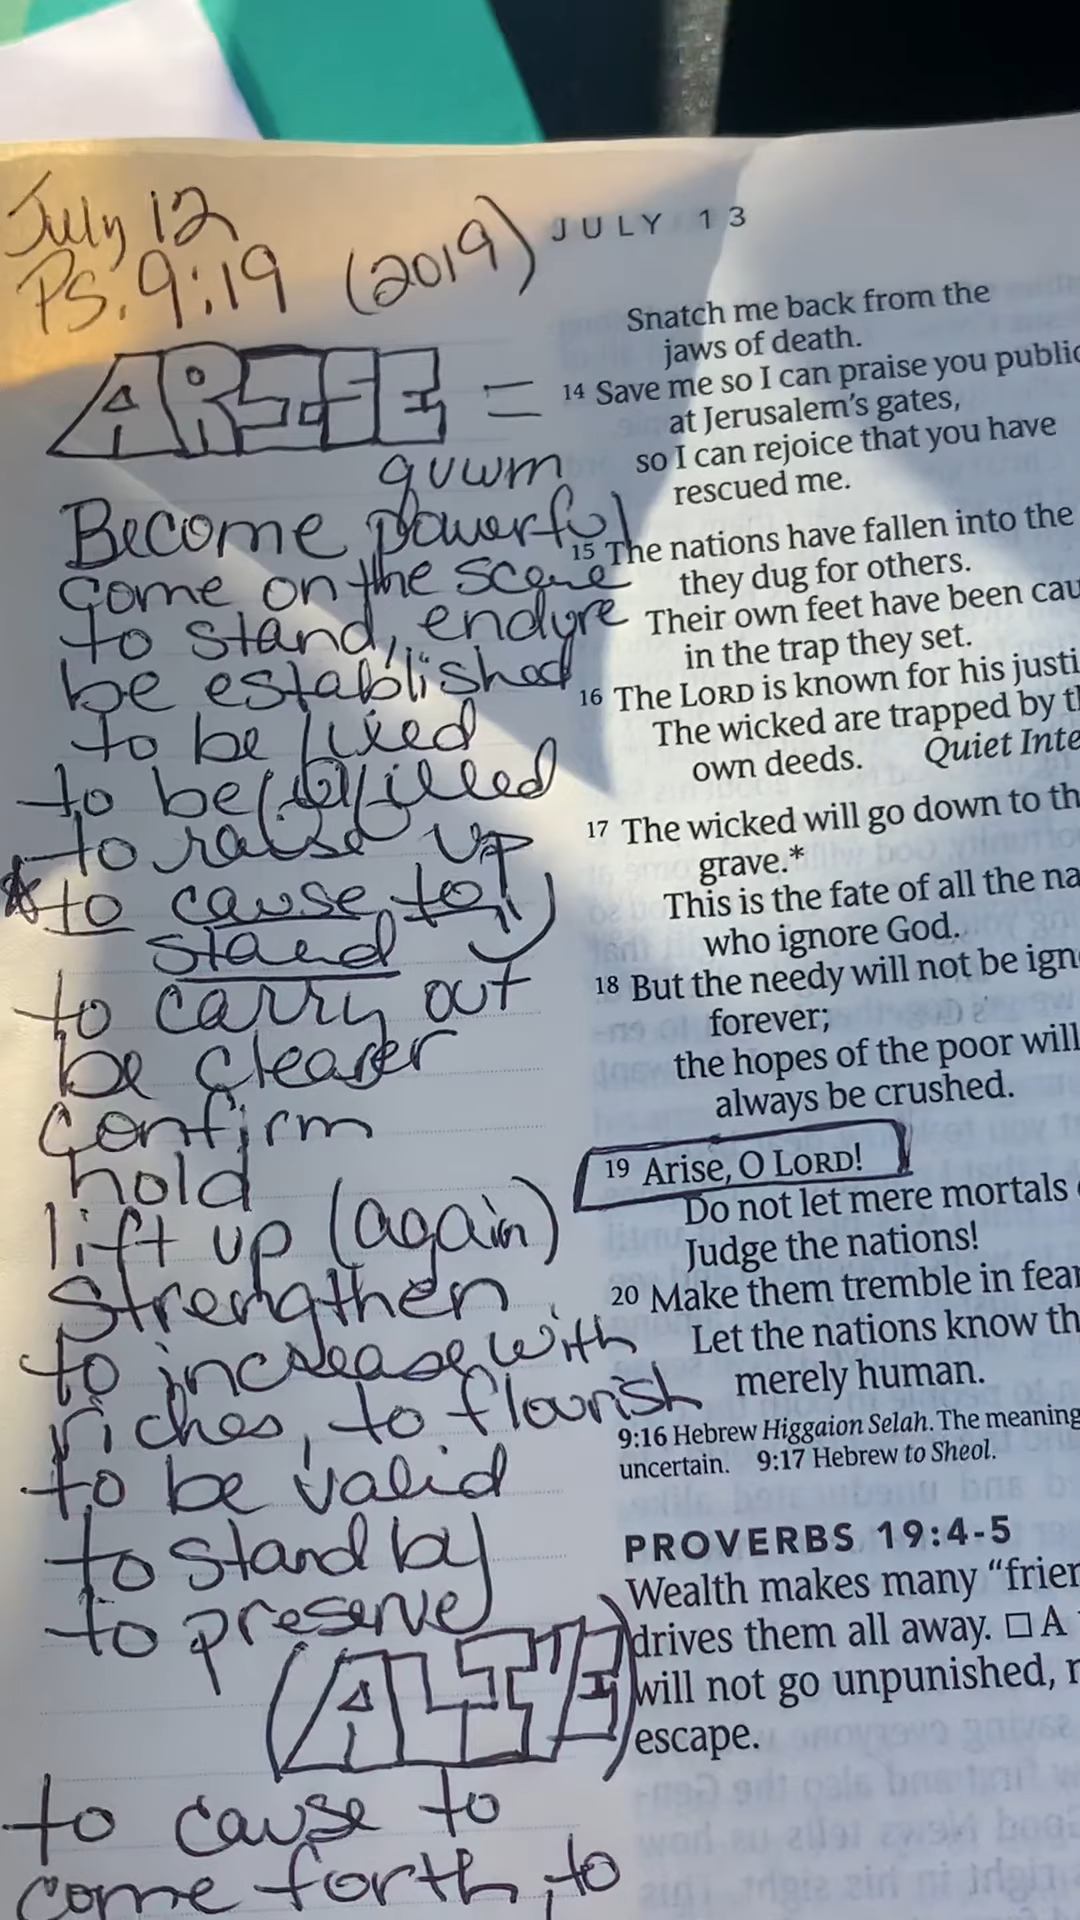 July 12
PS. 9:19 (2019)
ARISE =
quwm
Become powerful
come on the scene
to stand, endure
be established
to be fixed
to be fulfilled
to raise up
to cause to
stand
to carry out
be clearer
confirm
hold
lift up (again)
strengthen
to increase with
riches, to flourish
to be valid
to stand by
to preserve
(ALIVE)
to cause to
come forth, to
JULY 13
Snatch me back from the
jaws of death.
14 Save me so I can praise you public
at Jerusalem's gates,
so I can rejoice that you have
rescued me.
15 The nations have fallen into the
they dug for others.
Their own feet have been cau
in the trap they set.
16 The LORD is known for his justi
The wicked are trapped by th
own deeds. Quiet Inte
17 The wicked will go down to th
grave.*
This is the fate of all the na
who ignore God.
18 But the needy will not be ign
forever;
the hopes of the poor will
always be crushed.
19 Arise, O LORD!
Do not let mere mortals
Judge the nations!
20 Make them tremble in fear
Let the nations know th
merely human.
9:16 Hebrew Higgaion Selah. The meaning
uncertain. 9:17 Hebrew to Sheol.
PROVERBS 19:4-5
Wealth makes many “frien
drives them all away. □ A
will not go unpunished,
escape.